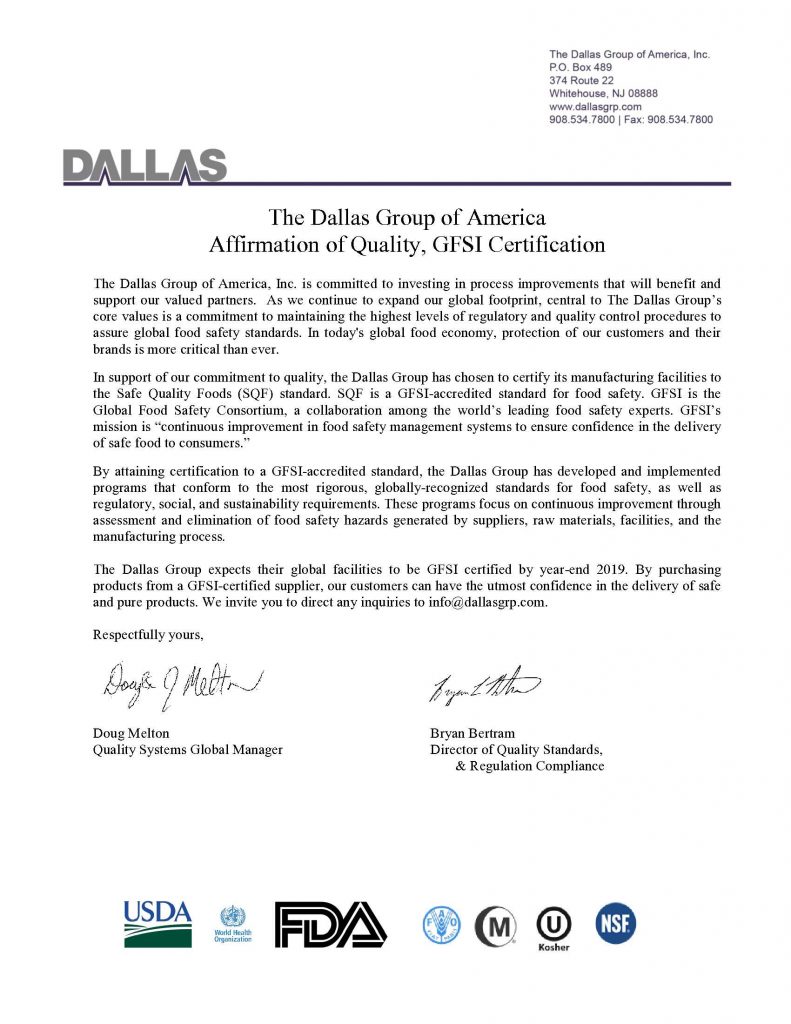 The Dallas Group of America, Inc.
P.O. Box 489
374 Route 22
Whitehouse, NJ 08888
www.dallasgrp.com
908.534.7800 | Fax: 908.534.7800
DALLAS
The Dallas Group of America
Affirmation of Quality, GFSI Certification
The Dallas Group of America, Inc. is committed to investing in process improvements that will benefit and
support our valued partners.  As we continue to expand our global footprint, central to The Dallas Group’s
core values is a commitment to maintaining the highest levels of regulatory and quality control procedures to
assure global food safety standards. In today's global food economy, protection of our customers and their
brands is more critical than ever.
In support of our commitment to quality, the Dallas Group has chosen to certify its manufacturing facilities to
the Safe Quality Foods (SQF) standard. SQF is a GFSI-accredited standard for food safety. GFSI is the
Global Food Safety Consortium, a collaboration among the world’s leading food safety experts. GFSI’s
mission is “continuous improvement in food safety management systems to ensure confidence in the delivery
of safe food to consumers.”
By attaining certification to a GFSI-accredited standard, the Dallas Group has developed and implemented
programs that conform to the most rigorous, globally-recognized standards for food safety, as well as
regulatory, social, and sustainability requirements. These programs focus on continuous improvement through
assessment and elimination of food safety hazards generated by suppliers, raw materials, facilities, and the
manufacturing process.
The Dallas Group expects their global facilities to be GFSI certified by year-end 2019. By purchasing
products from a GFSI-certified supplier, our customers can have the utmost confidence in the delivery of safe
and pure products. We invite you to direct any inquiries to info@dallasgrp.com.
Respectfully yours,
Douglas J Melton
Doug Melton
Quality Systems Global Manager
Bryan Bertram
Director of Quality Standards,
& Regulation Compliance
USDA
World Health
Organization
FDA
FAO
M
U
Kosher
NSF